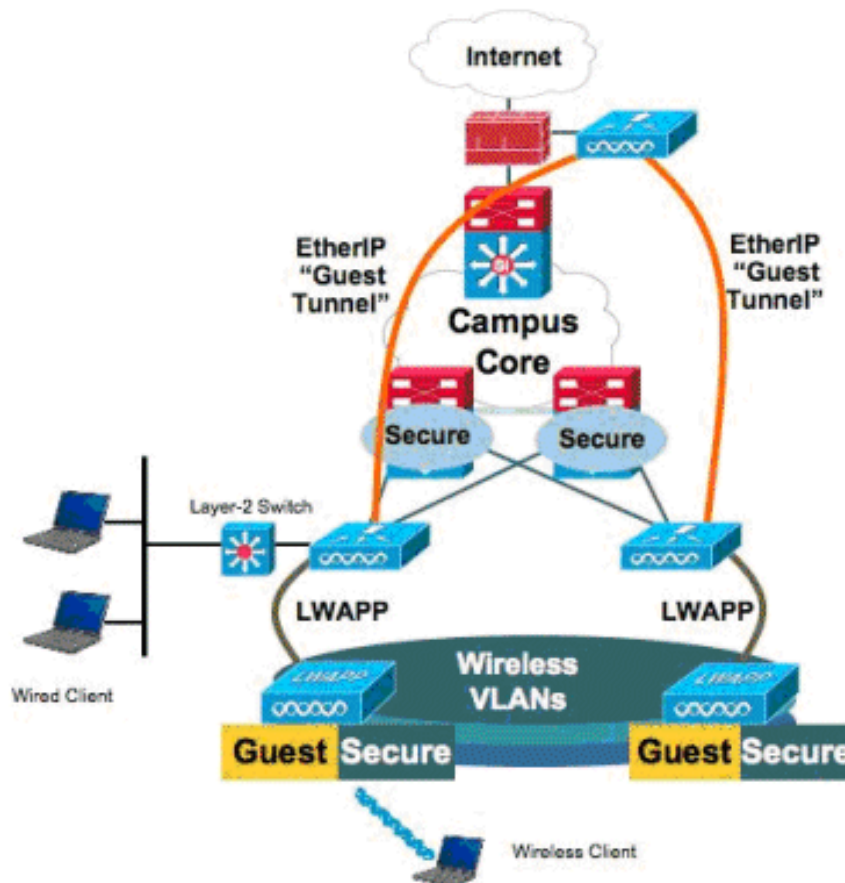 Internet
EtherIP
“Guest
Tunnel”
EtherIP
“Guest
Tunnel”
SI
Campus
Core
Secure
Secure
Layer-2 Switch
LWAPP
LWAPP
Wireless
VLANs
LWAPP
LWAPP
Wired Client
Guest Secure
Guest Secure
Wireless Client